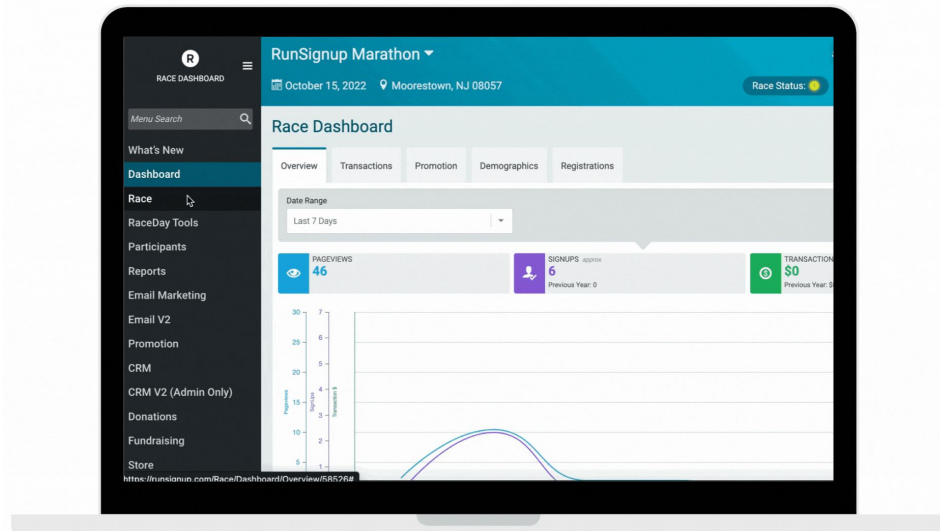 R
RACE DASHBOARD
Menu Search
What's New
Dashboard
Race
RaceDay Tools
Participants
Reports
Email Marketing
Email V2
Promotion
CRM
CRM V2 (Admin Only)
Donations
Fundraising
Store
https://runsignup.com/Race/Dashboard/Overview/58526#
RunSignup Marathon
October 15, 2022 Moorestown, NJ 08057
Race Status:
Race Dashboard
Overview Transactions Promotion Demographics Registrations
Date Range
Last 7 Days
PAGEVIEWS
46
SIGNUPS approx
6
Previous Year: 0
TRANSACTION
$0
Previous Year: $
30 7
25 6
5
20
4
15
3
10
2
5
1
Pageviews
SignUps
Transaction $